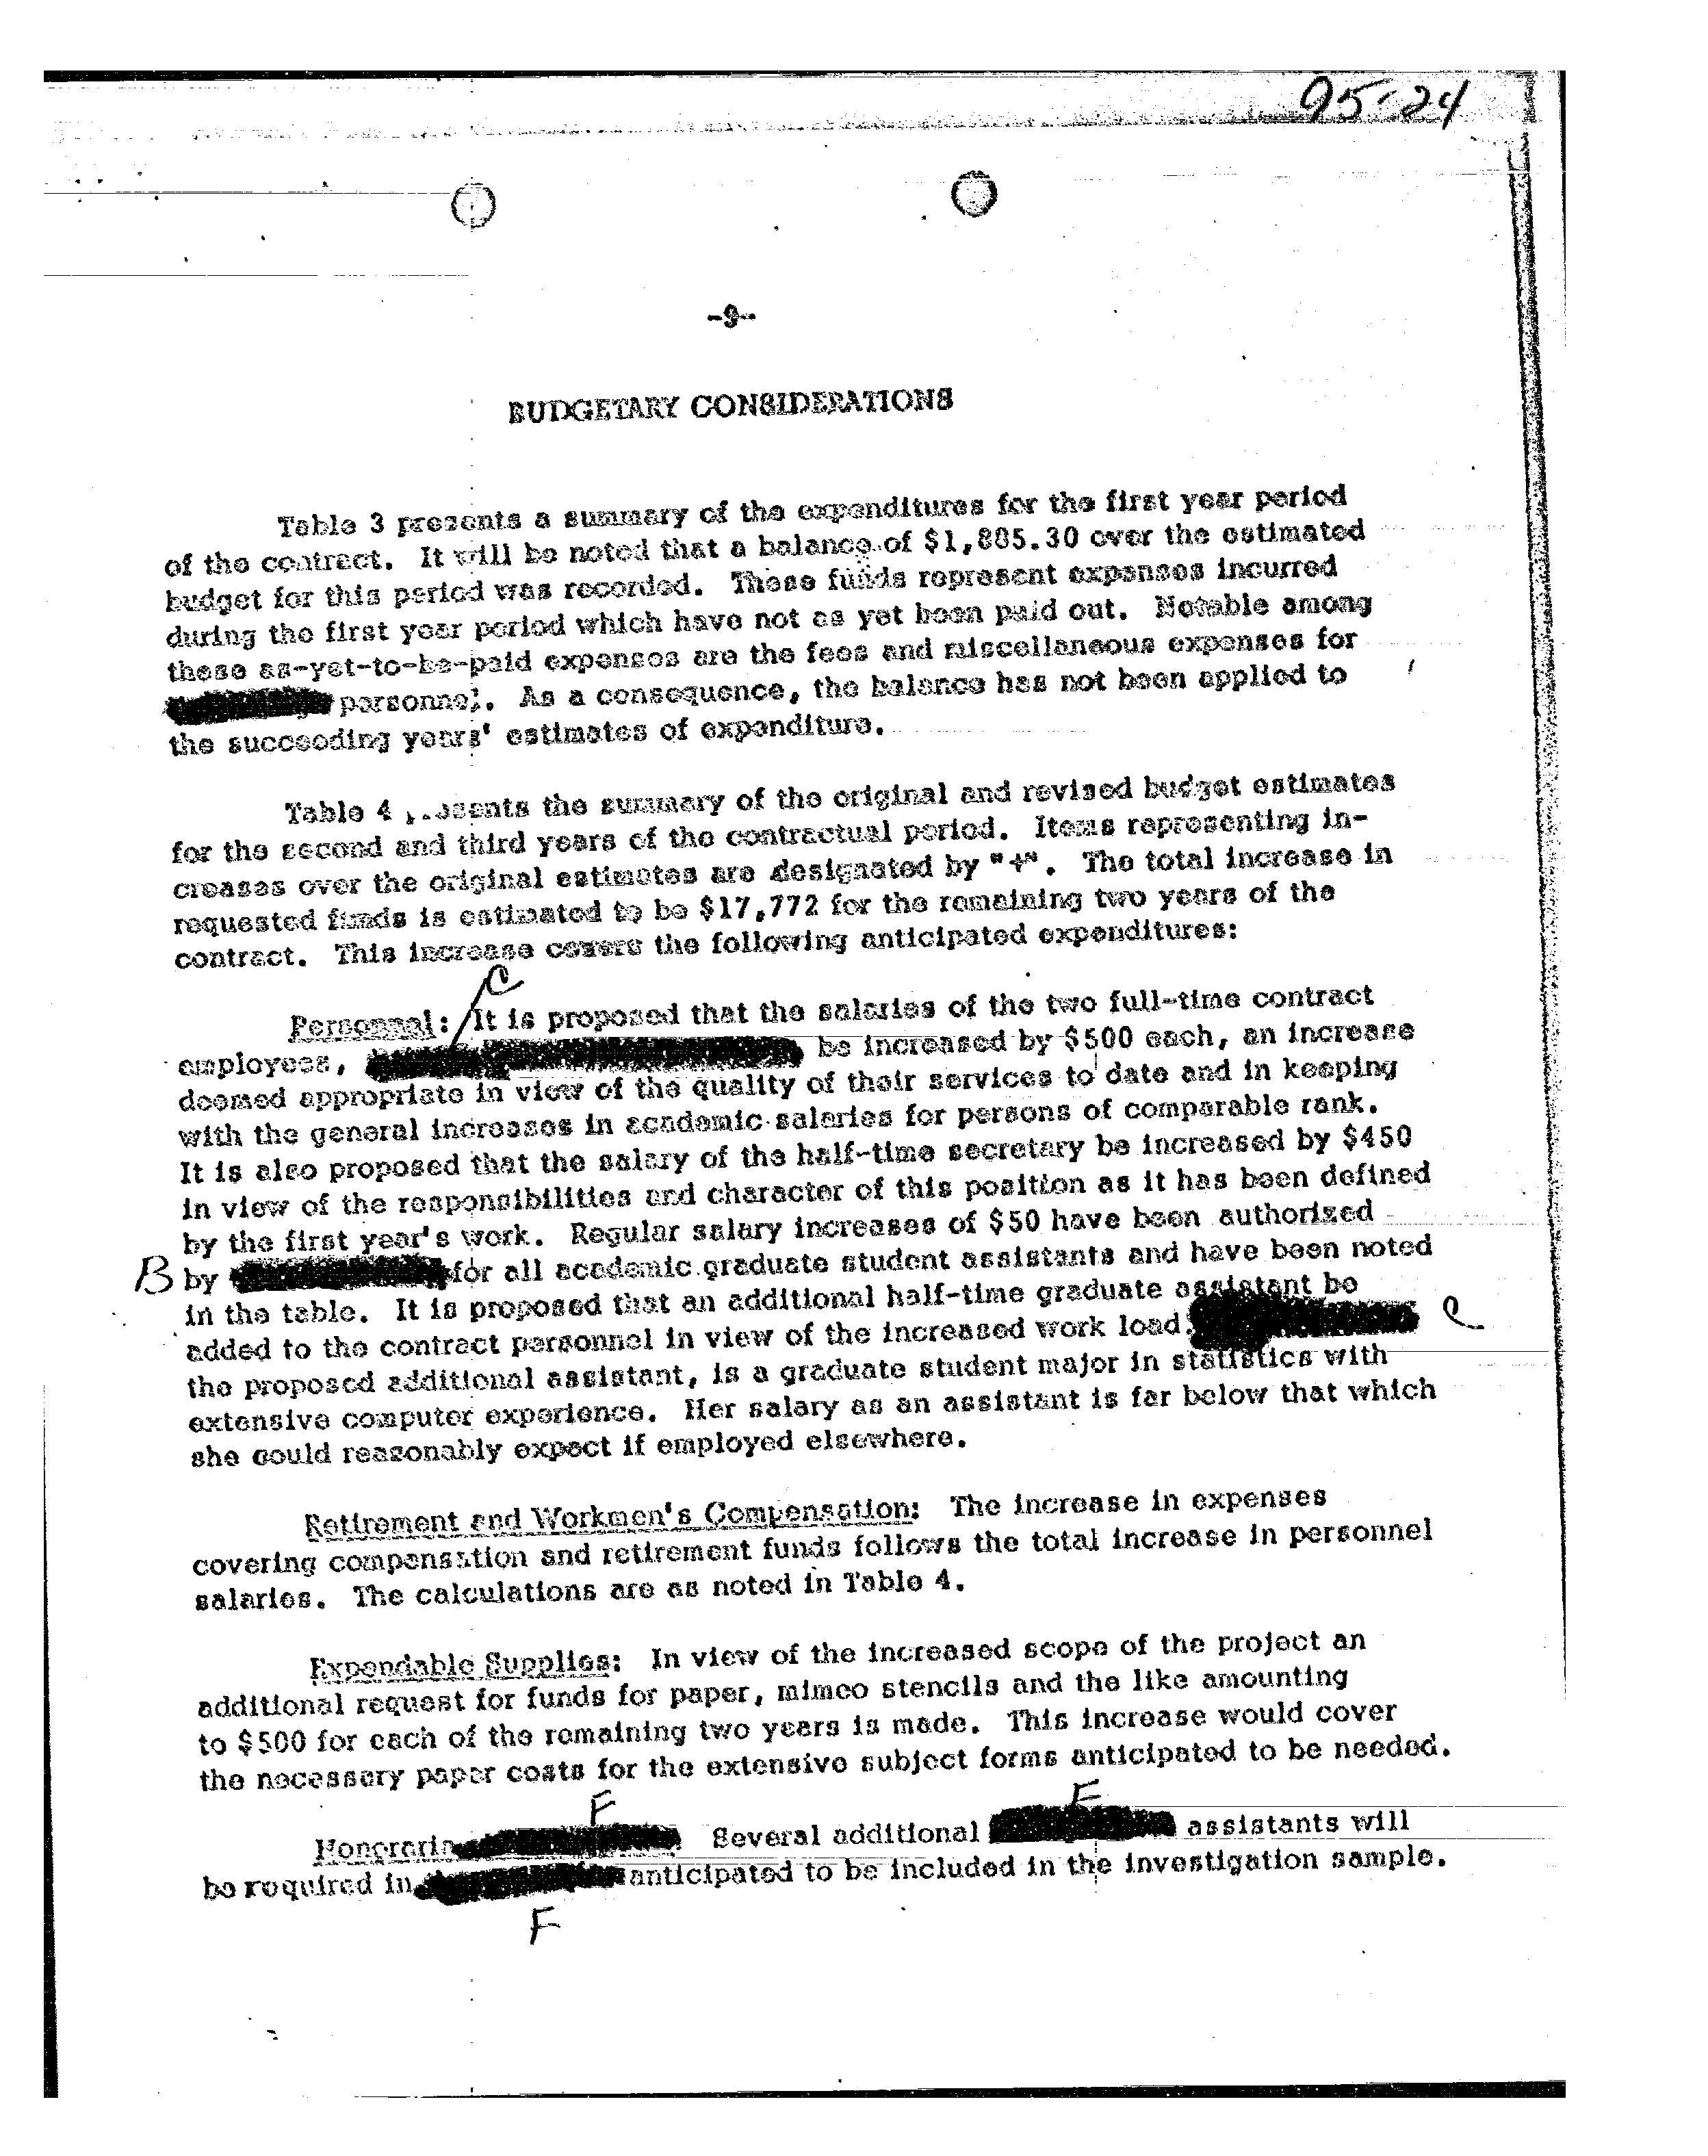 95-24
-9-
BUDGETARY CONSIDERATIONS
Table 3 presents a summary of the expenditures for the first year period
of the contract. It will be noted that a balance of $1,885.30 over the estimated
budget for this period was recorded. These funds represent expenses incurred
during the first year period which have not as yet been paid out. Notable among
these as-yet-to-be-paid expenses are the fees and miscellaneous expenses for
personnel. As a consequence, the balance has not been applied to
the succeeding years' estimates of expenditure.
Table 4 presents the summary of the original and revised budget estimates
for the second and third years of the contractual period. Items representing in-
creases over the original estimates are designated by "+". The total increase in
requested funds is estimated to be $17,772 for the remaining two years of the
contract. This increase covers the following anticipated expenditures:
C
Personnel: It is proposed that the salaries of the two full-time contract
employees, be increased by $500 each, an increase
deemed appropriate in view of the quality of their services to date and in keeping
with the general increases in academic salaries for persons of comparable rank.
It is also proposed that the salary of the half-time secretary be increased by $450
in view of the responsibilities and character of this position as it has been defined
by the first year's work. Regular salary increases of $50 have been authorized
B by for all academic graduate student assistants and have been noted
in the table. It is proposed that an additional half-time graduate assistant be
added to the contract personnel in view of the increased work load. C
the proposed additional assistant, is a graduate student major in statistics with
extensive computer experience. Her salary as an assistant is far below that which
she could reasonably expect if employed elsewhere.
Retirement and Workmen's Compensation: The increase in expenses
covering compensation and retirement funds follows the total increase in personnel
salaries. The calculations are as noted in Table 4.
Expendable Supplies: In view of the increased scope of the project an
additional request for funds for paper, mimeo stencils and the like amounting
to $500 for each of the remaining two years is made. This increase would cover
the necessary paper costs for the extensive subject forms anticipated to be needed.
F F
Honoraria Several additional assistants will
be required in anticipated to be included in the investigation sample.
F